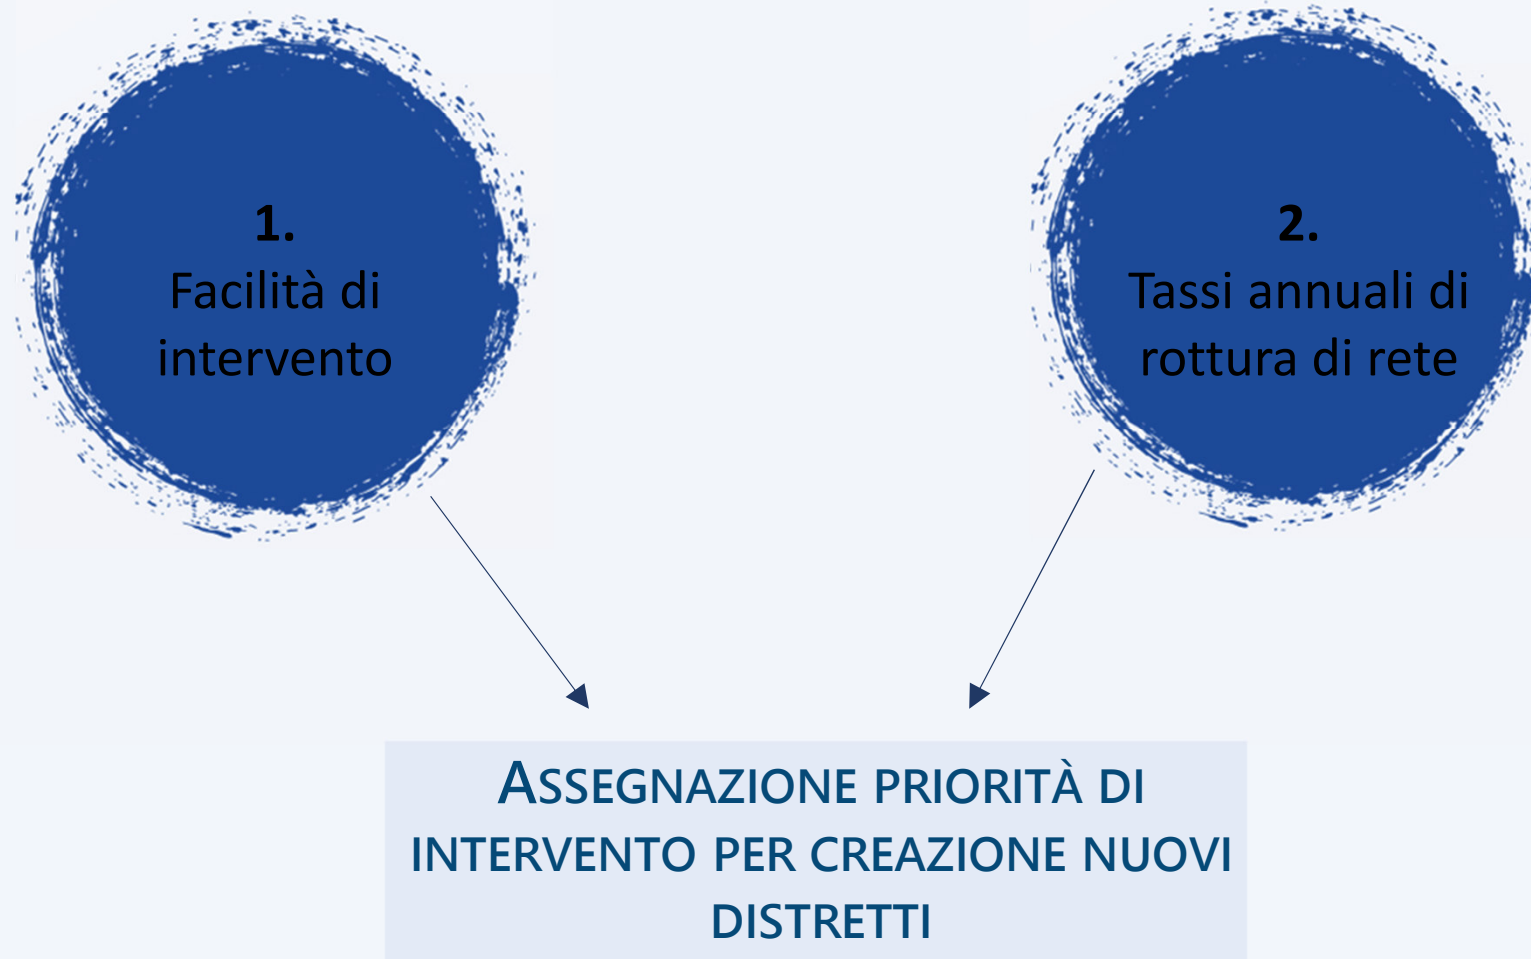 1.
Facilità di
intervento
2.
Tassi annuali di
rottura di rete
ASSEGNAZIONE PRIORITÀ DI
INTERVENTO PER CREAZIONE NUOVI
DISTRETTI